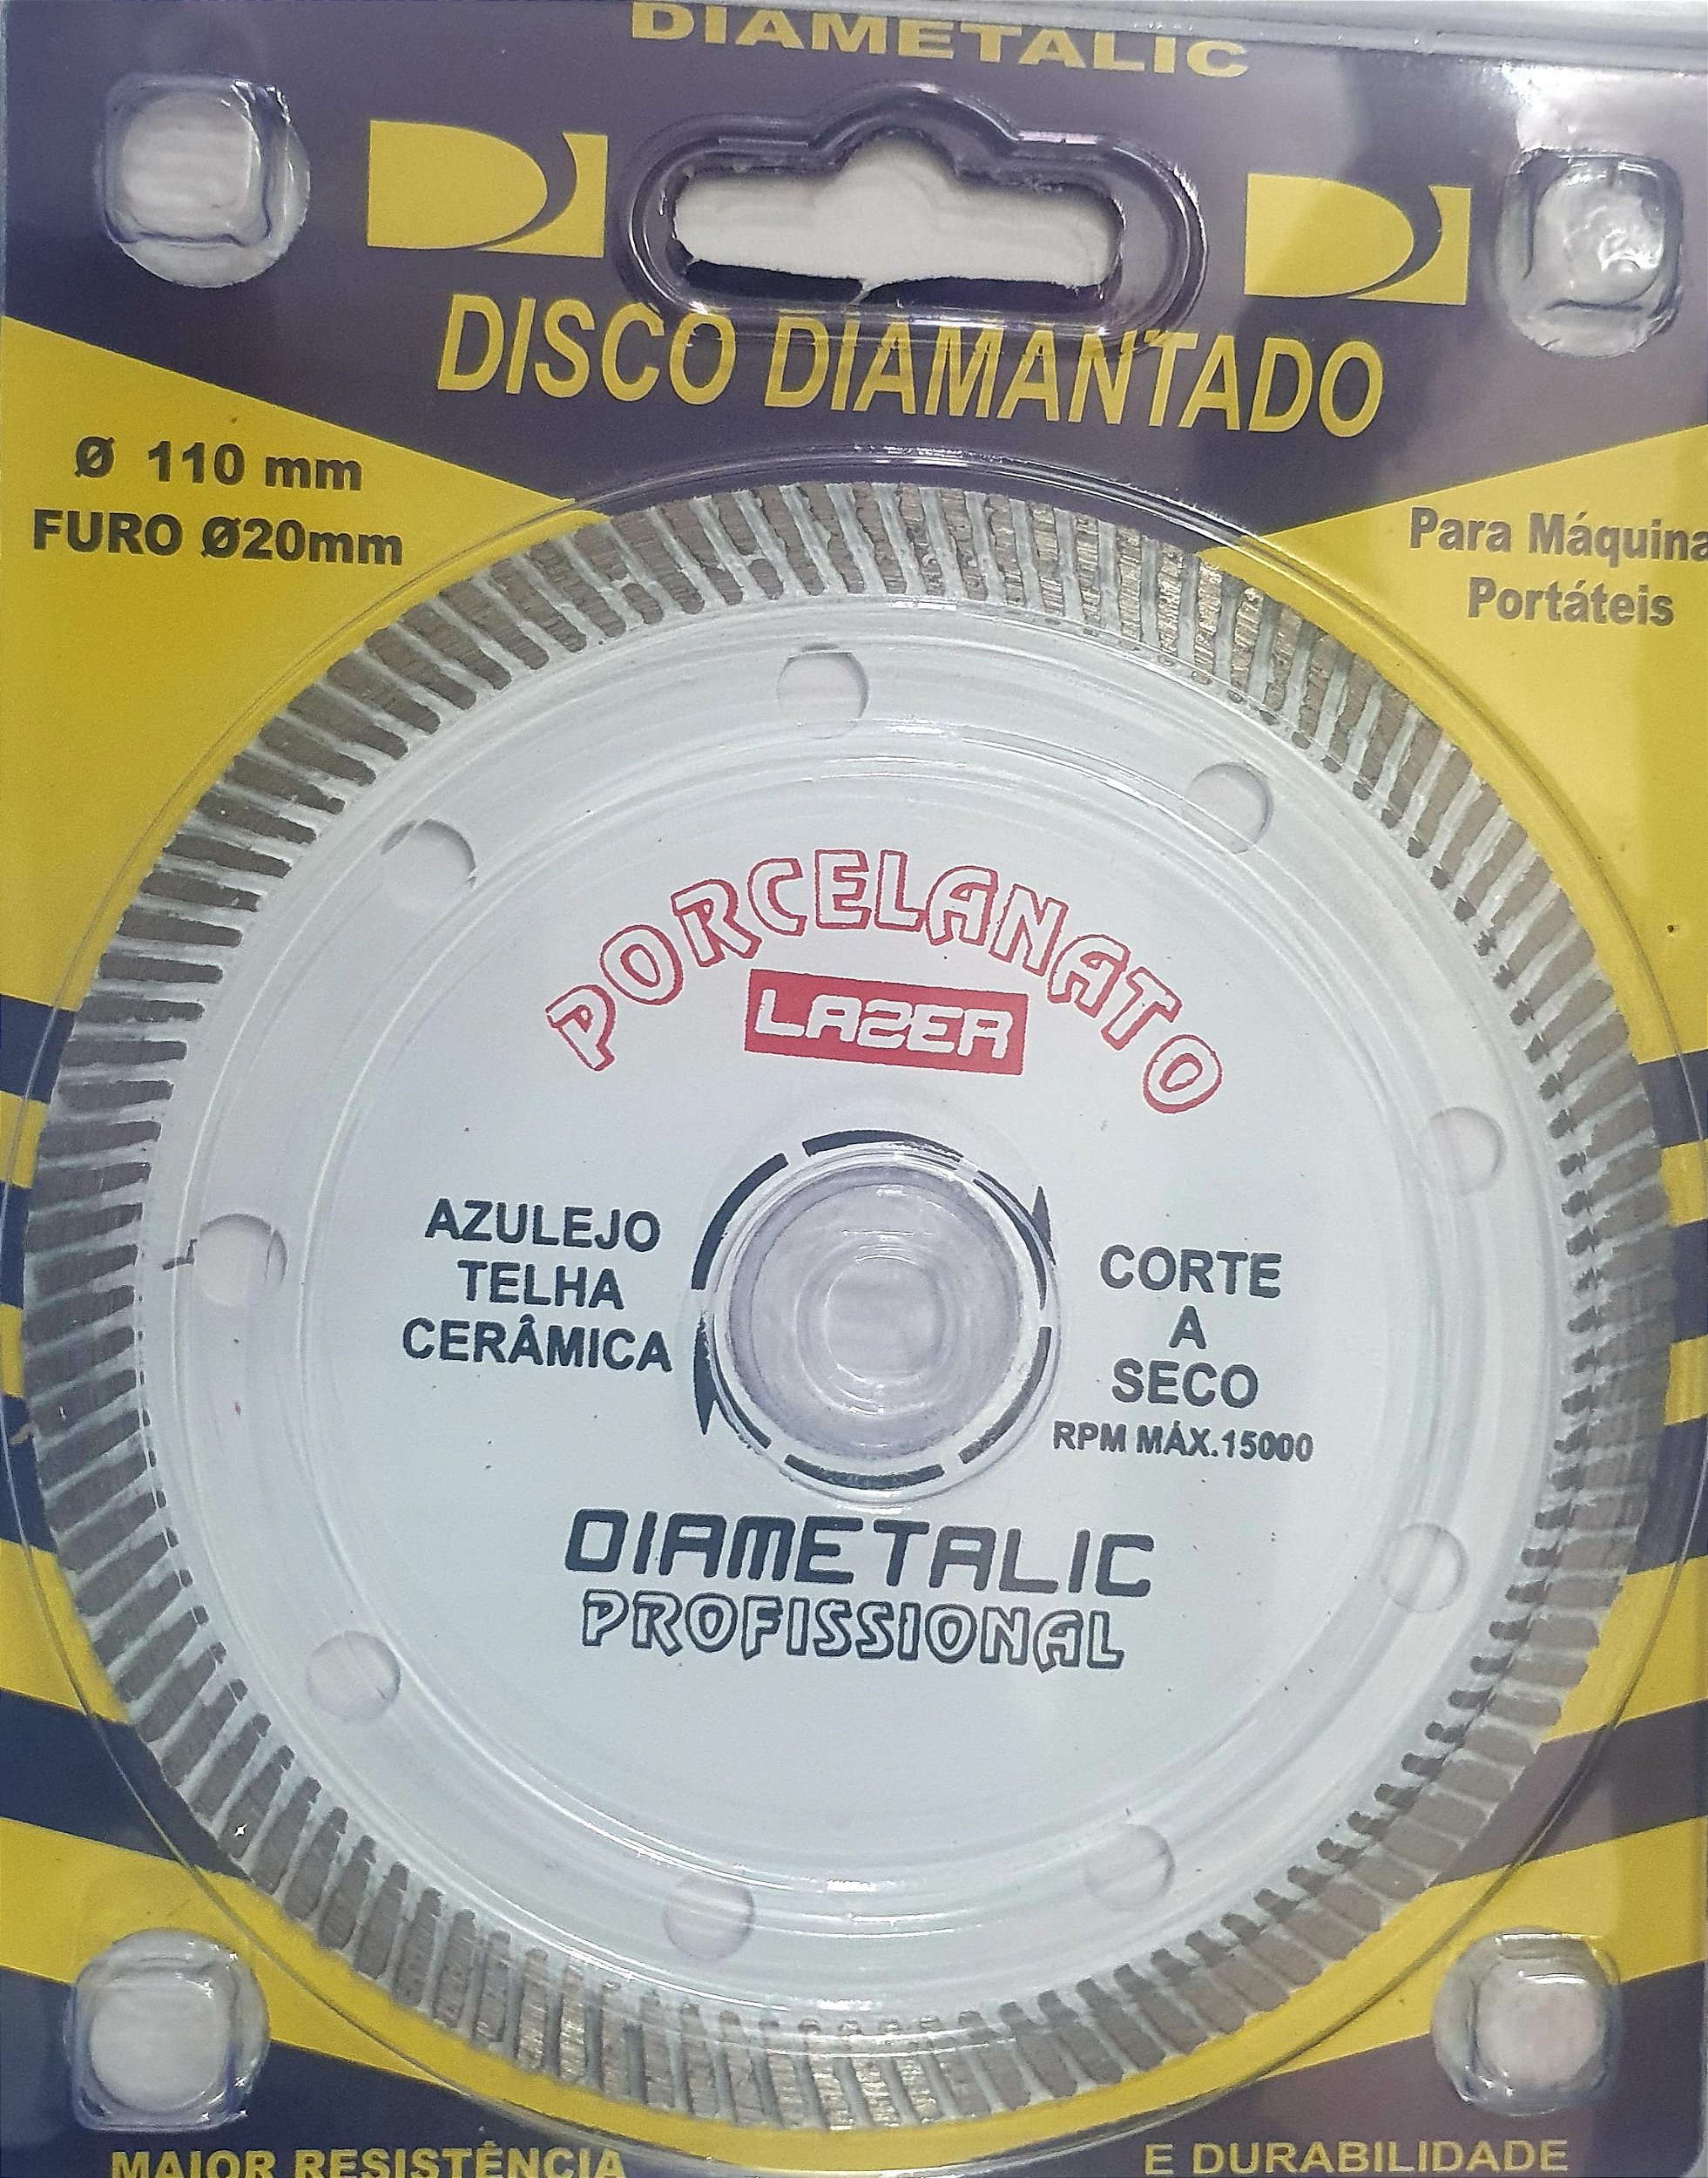 DIAMETALIC
DISCO DIAMANTADO
Ø 110 mm
FURO Ø20mm
Para Máquina
Portáteis
PORCELANATO
LAZER
AZULEJO
TELHA
CERÂMICA
CORTE
A
SECO
RPM MÁX.15000
DIAMETALIC
PROFISSIONAL
MAIOR RESISTÊNCIA
E DURABILIDADE